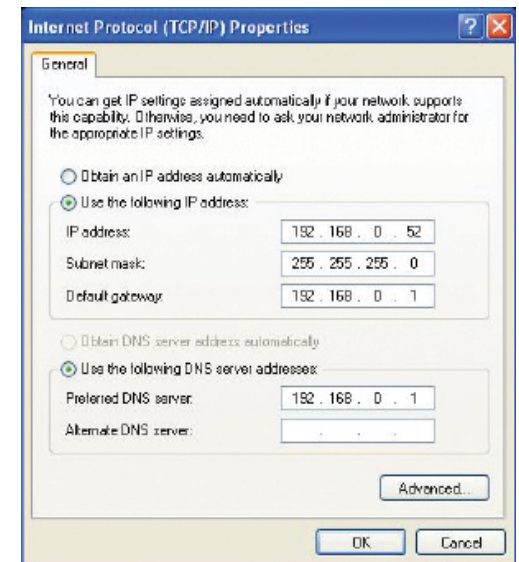 Internet Protocol (TCP/IP) Properties
General
You can get IP settings assigned automatically if your network supports
this capability. Otherwise, you need to ask your network administrator for
the appropriate IP settings.
Obtain an IP address automatically
Use the following IP address:
IP address: 192 . 168 . 0 . 52
Subnet mask: 255 . 255 . 255 . 0
Default gateway: 192 . 168 . 0 . 1
Obtain DNS server address automatically
Use the following DNS server addresses:
Preferred DNS server: 192 . 168 . 0 . 1
Alternate DNS server: . . .
Advanced...
OK Cancel